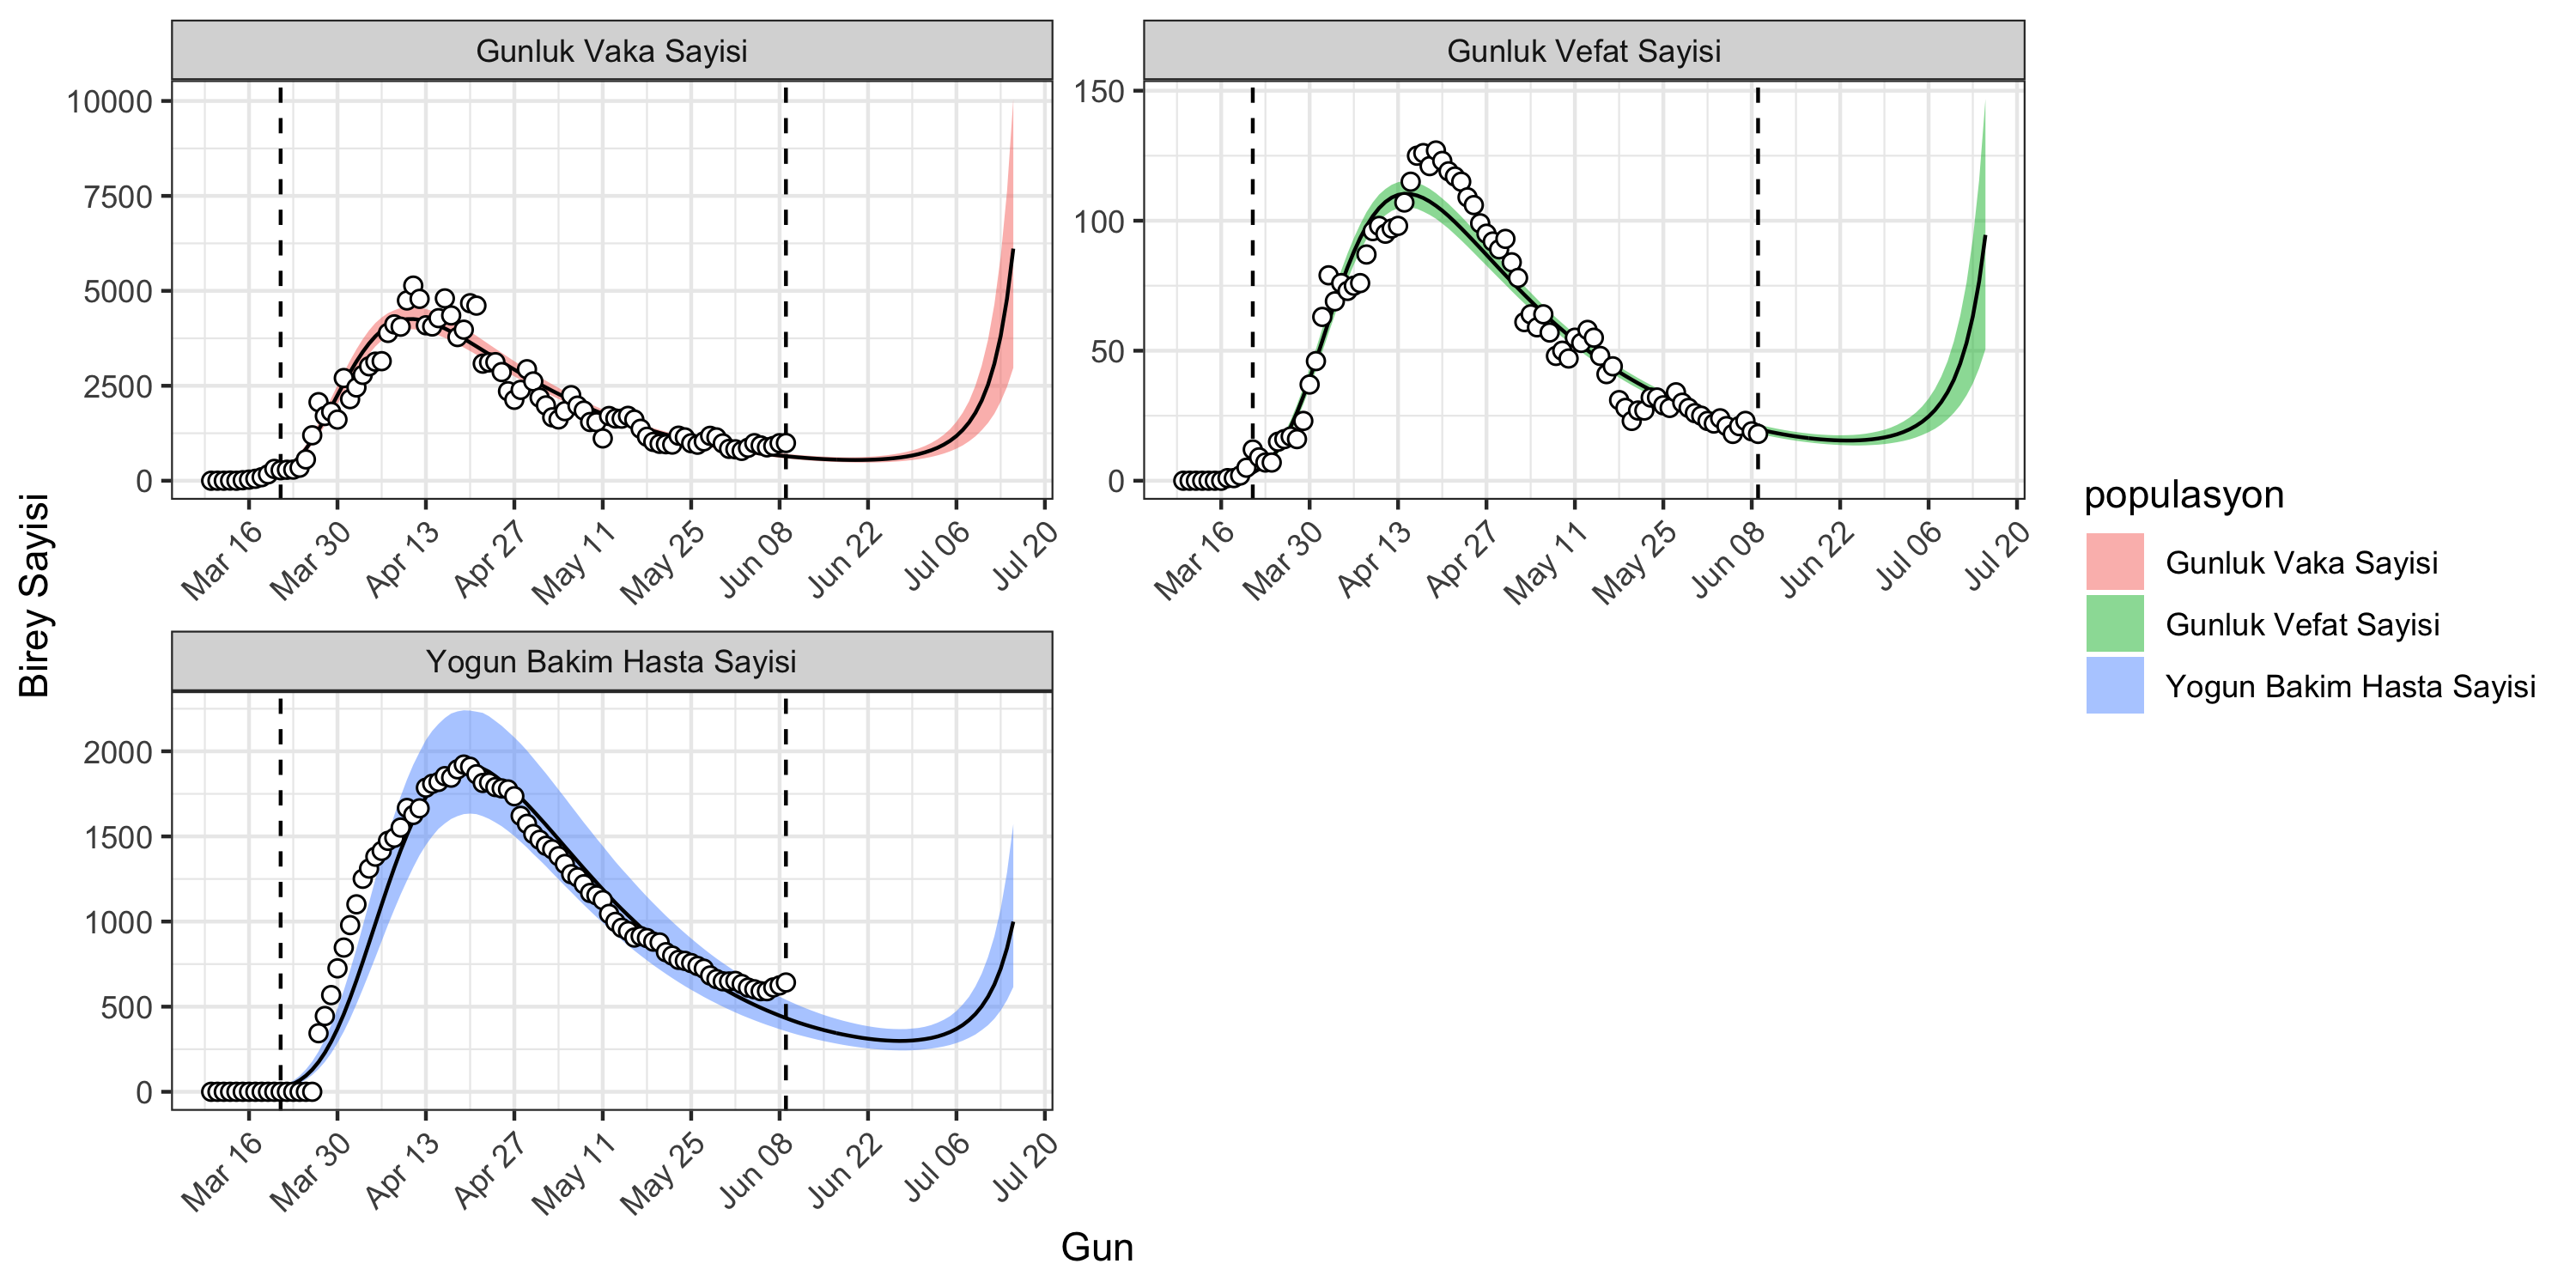 Gunluk Vaka Sayisi
10000
7500
5000
2500
0
Mar 16
Mar 30
Apr 13
Apr 27
May 11
May 25
Jun 08
Jun 22
Jul 06
Jul 20
Gunluk Vefat Sayisi
150
100
50
0
Mar 16
Mar 30
Apr 13
Apr 27
May 11
May 25
Jun 08
Jun 22
Jul 06
Jul 20
Yogun Bakim Hasta Sayisi
2000
1500
1000
500
0
Mar 16
Mar 30
Apr 13
Apr 27
May 11
May 25
Jun 08
Jun 22
Jul 06
Jul 20
Birey Sayisi
Gun
populasyon
Gunluk Vaka Sayisi
Gunluk Vefat Sayisi
Yogun Bakim Hasta Sayisi